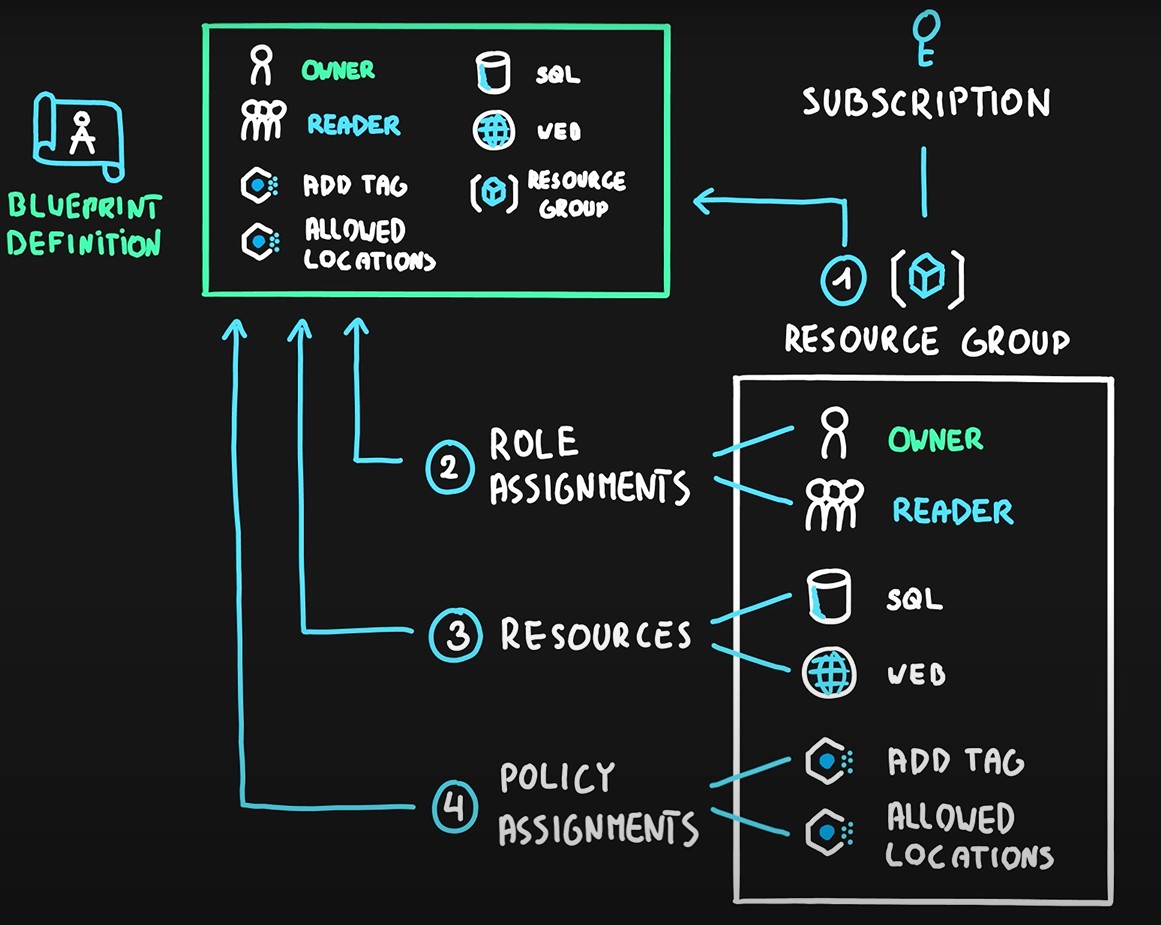 OWNER
SQL
READER
WEB
ADD TAG
RESOURCE
GROUP
ALLOWED
LOCATIONS
BLUEPRINT
DEFINITION
SUBSCRIPTION
1
RESOURCE GROUP
2
ROLE
ASSIGNMENTS
OWNER
READER
3
RESOURCES
SQL
WEB
4
POLICY
ASSIGNMENTS
ADD TAG
ALLOWED
LOCATIONS